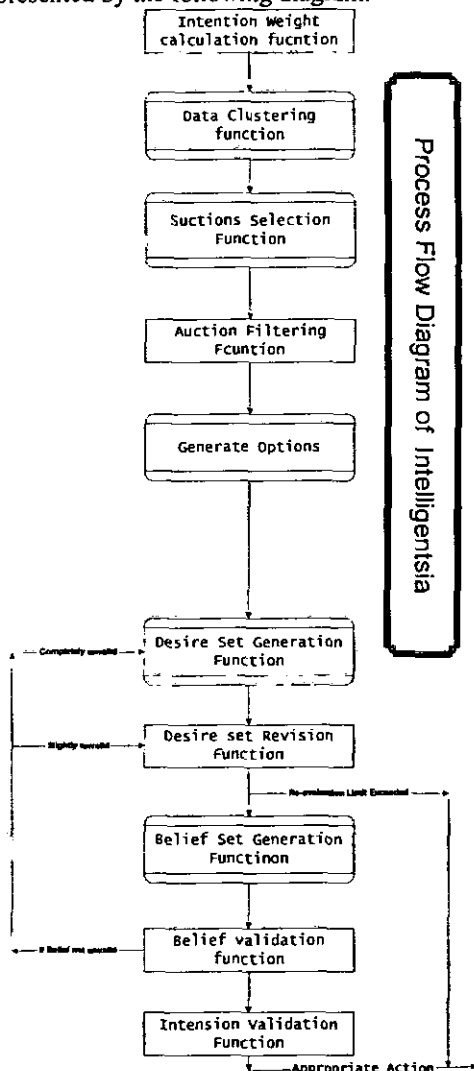 presented by the following diagram.
Intention Weight
calculation fucntion
Data Clustering
function
Suctions Selection
Function
Auction Filtering
Fcuntion
Generate Options
Process Flow Diagram of Intelligentsia
Desire Set Generation
Function
Completely unvalid
Desire set Revision
Function
Slightly unvalid
Re-evaluation Limit Exceeded
Belief Set Generation
Functinon
Belief validation
function
If Belief not
Intension Validation
Function
Appropriate Action